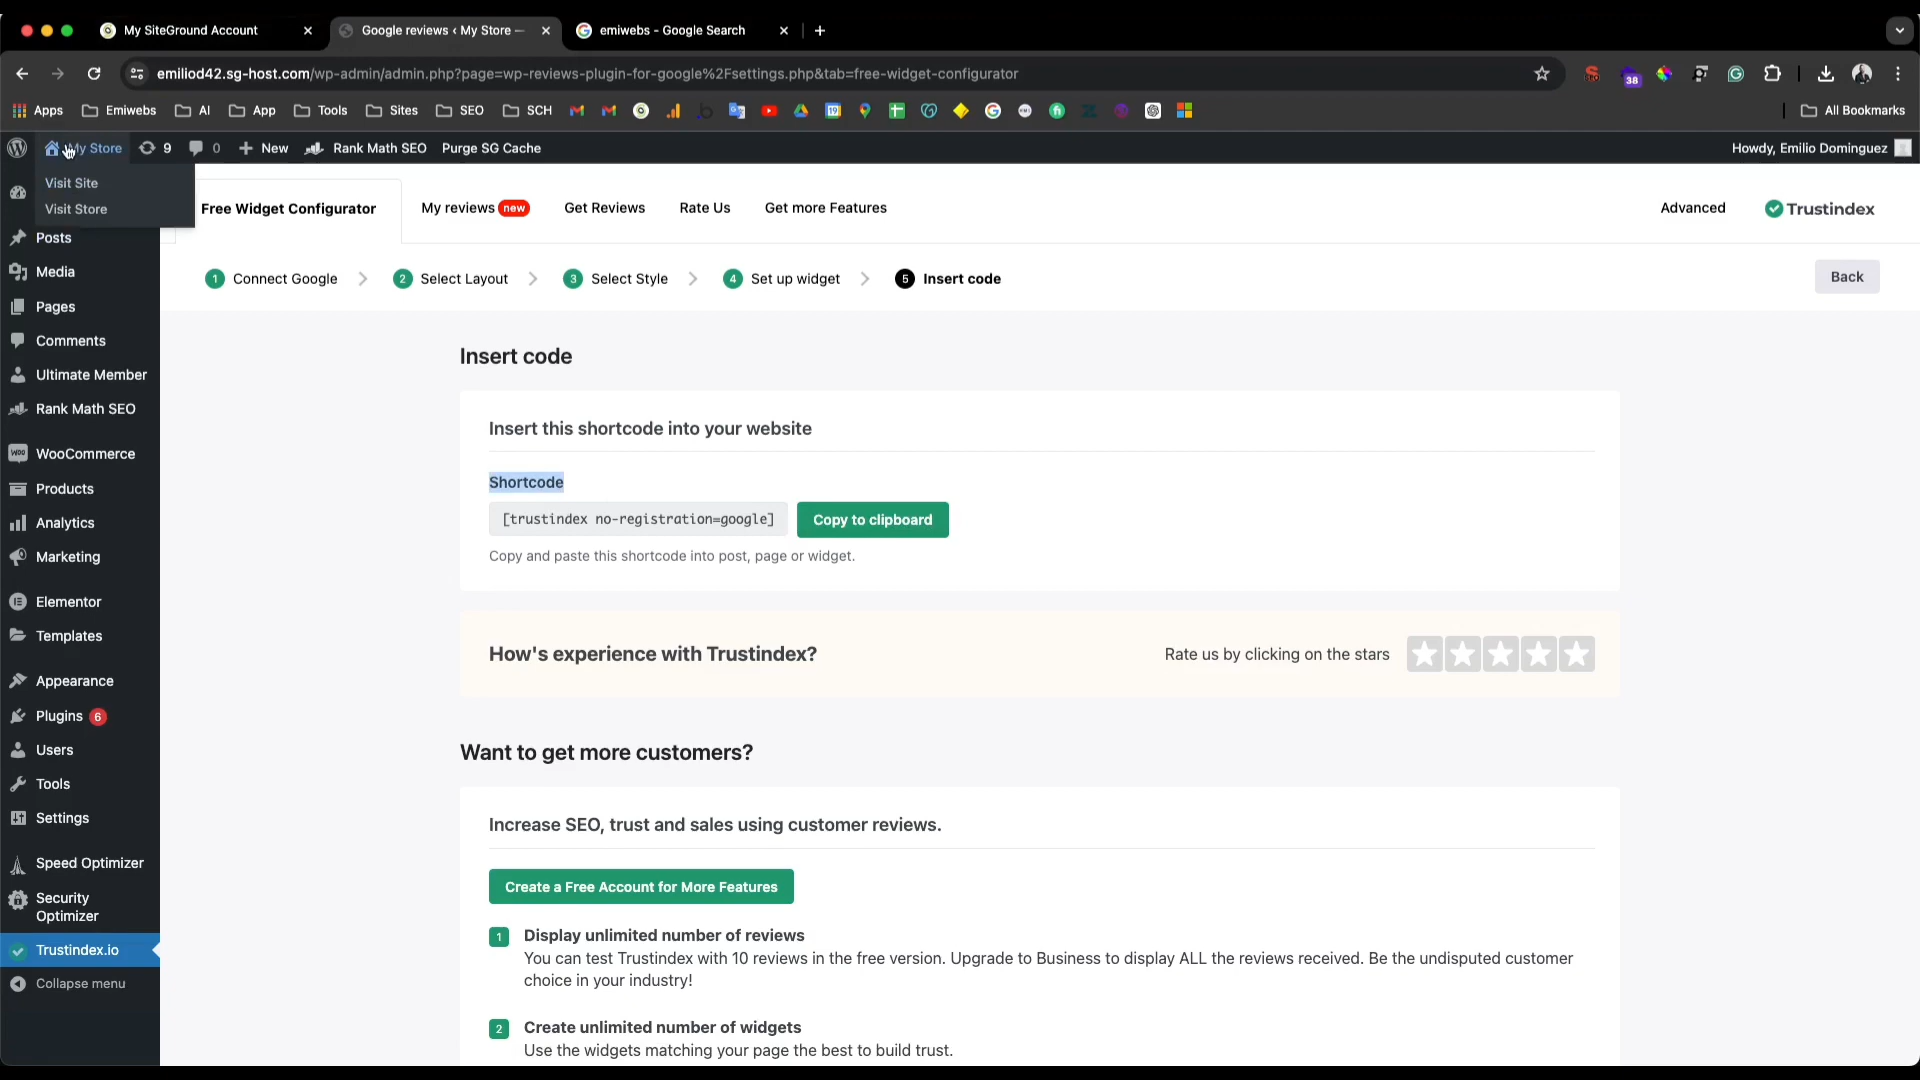 My SiteGround Account
Google reviews ‹ My Store —
emiwebs - Google Search
emiliod42.sg-host.com/wp-admin/admin.php?page=wp-reviews-plugin-for-google%2Fsettings.php&tab=free-widget-configurator
38
Apps
Emiwebs
AI
App
Tools
Sites
SEO
SCH
All Bookmarks
My Store
9
0
New
Rank Math SEO
Purge SG Cache
Howdy, Emilio Dominguez
Visit Site
Visit Store
Posts
Media
Pages
Comments
Ultimate Member
Rank Math SEO
WooCommerce
Products
Analytics
Marketing
Elementor
Templates
Appearance
Plugins 6
Users
Tools
Settings
Speed Optimizer
Security
Optimizer
Trustindex.io
Collapse menu
Free Widget Configurator
My reviews new
Get Reviews
Rate Us
Get more Features
Advanced
Trustindex
1 Connect Google
2 Select Layout
3 Select Style
4 Set up widget
5 Insert code
Back
Insert code
Insert this shortcode into your website
Shortcode
[trustindex no-registration=google]
Copy to clipboard
Copy and paste this shortcode into post, page or widget.
How's experience with Trustindex?
Rate us by clicking on the stars
Want to get more customers?
Increase SEO, trust and sales using customer reviews.
Create a Free Account for More Features
1 Display unlimited number of reviews
You can test Trustindex with 10 reviews in the free version. Upgrade to Business to display ALL the reviews received. Be the undisputed customer
choice in your industry!
2 Create unlimited number of widgets
Use the widgets matching your page the best to build trust.